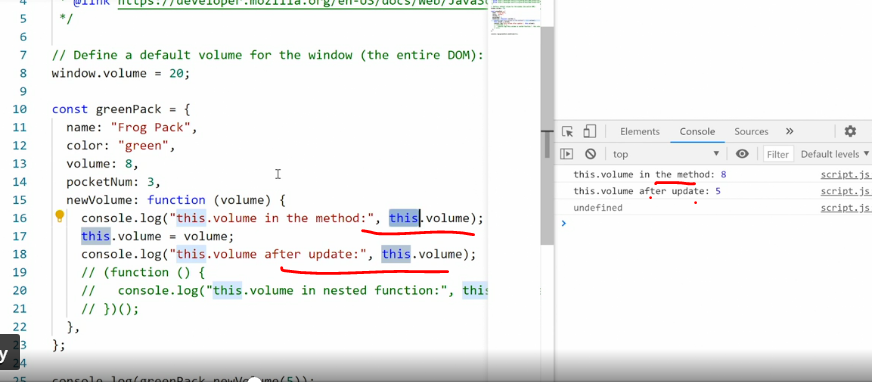 4 * @link https://developer.mozilla.org/en-US/docs/Web/JavaSc
5 */
6
7 // Define a default volume for the window (the entire DOM):
8 window.volume = 20;
9
10 const greenPack = {
11 name: "Frog Pack",
12 color: "green",
13 volume: 8,
14 pocketNum: 3,
15 newVolume: function (volume) {
16 console.log("this.volume in the method:", this.volume);
17 this.volume = volume;
18 console.log("this.volume after update:", this.volume);
19 // (function () {
20 // console.log("this.volume in nested function:", this
21 // })();
22 },
23 };
24
25 console.log(greenPack.newVolume(5));
y
Elements Console Sources »
top Filter Default levels
this.volume in the method: 8 script.js
this.volume after update: 5 script.js
undefined script.js
>